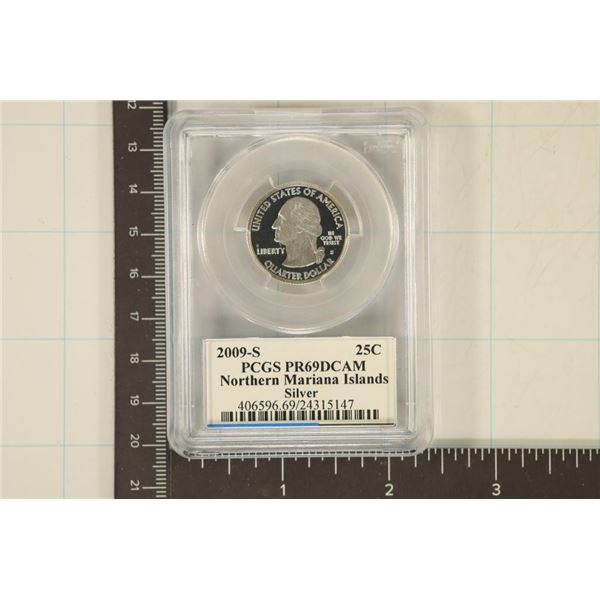 UNITED STATES OF AMERICA
IN
GOD WE
TRUST
LIBERTY
S
QUARTER DOLLAR
2009-S 25C
PCGS PR69DCAM
Northern Mariana Islands
Silver
406596.69/24315147
12
13
14
15
16
17
18
19
20
21
1 2 3